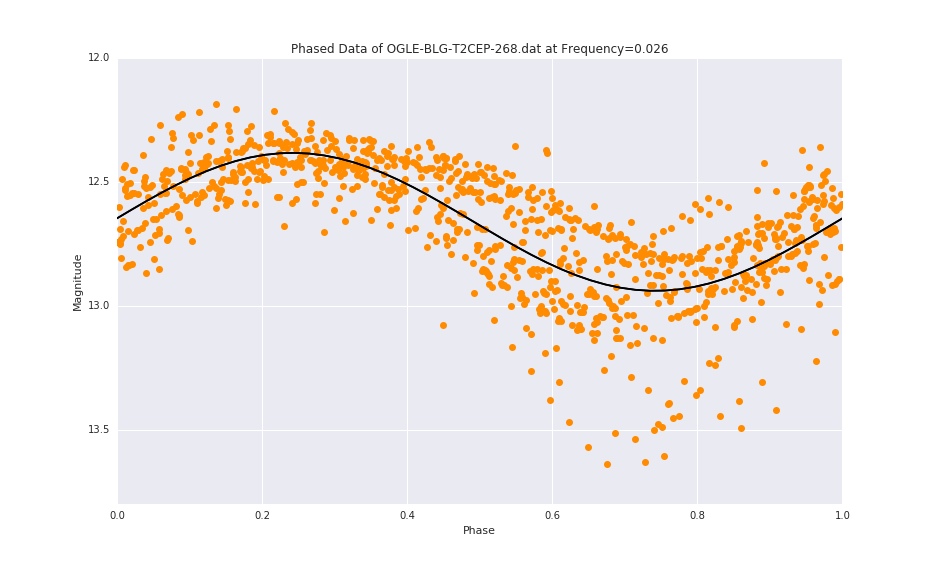 Phased Data of OGLE-BLG-T2CEP-268.dat at Frequency=0.026
12.0
12.5
13.0
13.5
Magnitude
0.0 0.2 0.4 0.6 0.8 1.0
Phase